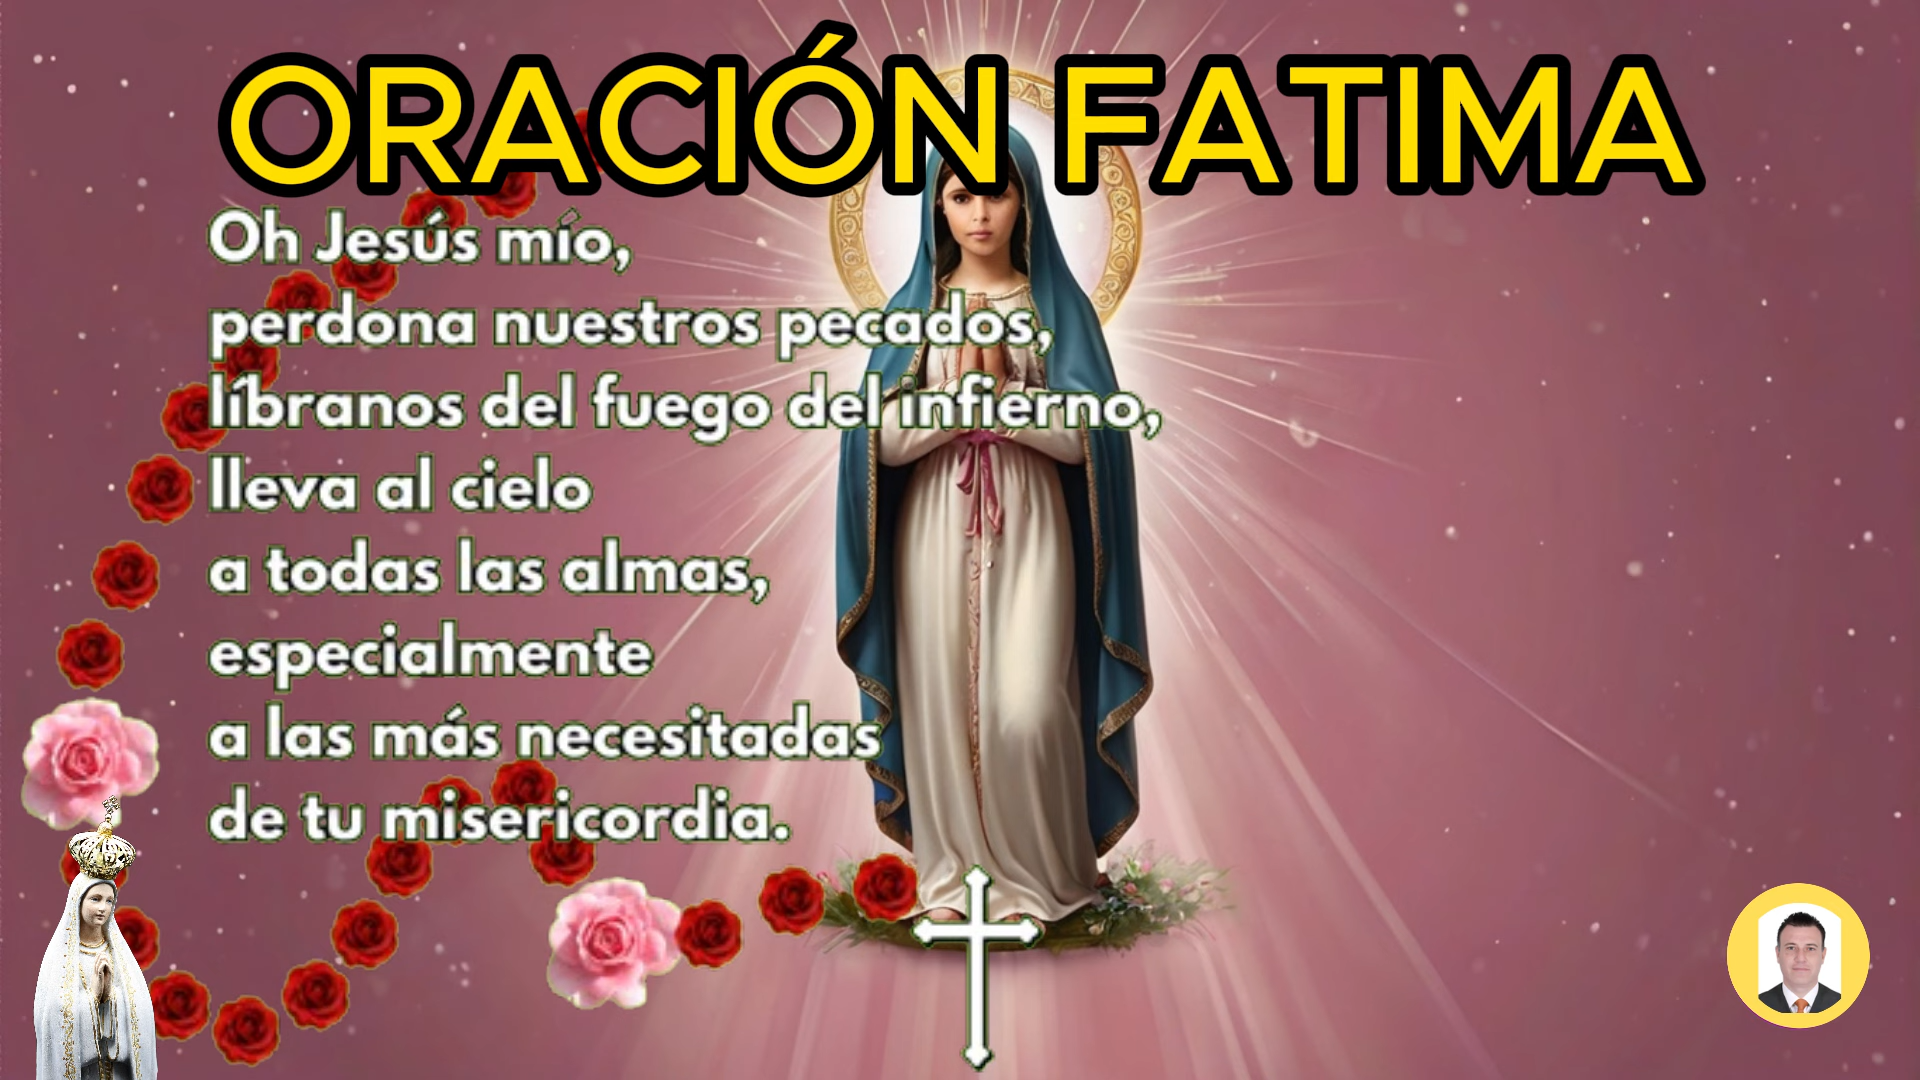 ORACIÓN FATIMA
Oh Jesús mío,
perdona nuestros pecados,
líbranos del fuego del infierno,
lleva al cielo
a todas las almas,
especialmente
a las más necesitadas
de tu misericordia.